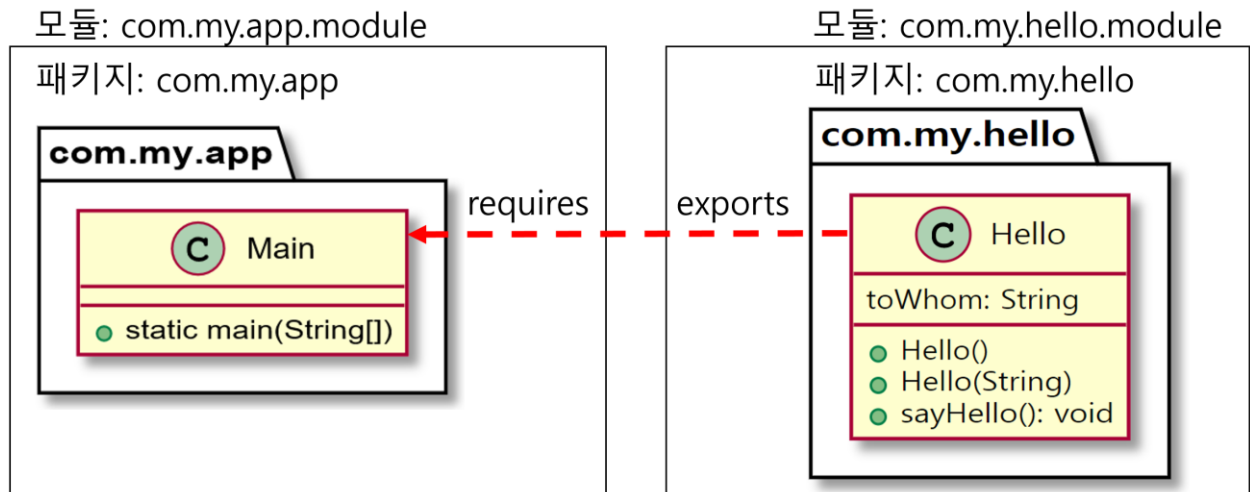 모듈: com.my.app.module
패키지: com.my.app
com.my.app
C Main
static main(String[])
requires
exports
모듈: com.my.hello.module
패키지: com.my.hello
com.my.hello
C Hello
toWhom: String
Hello()
Hello(String)
sayHello(): void